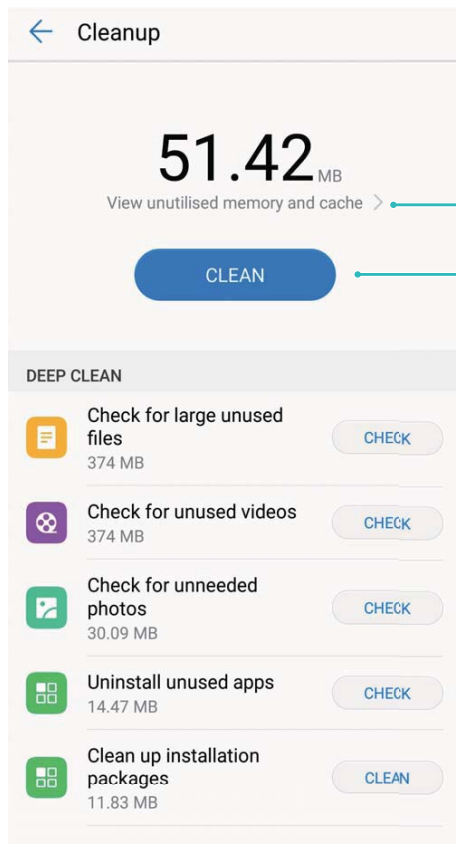 Cleanup
51.42 MB
View unutilised memory and cache >
CLEAN
DEEP CLEAN
Check for large unused
files
374 MB
CHECK
Check for unused videos
374 MB
CHECK
Check for unneeded
photos
30.09 MB
CHECK
Uninstall unused apps
14.47 MB
CHECK
Clean up installation
packages
11.83 MB
CLEAN